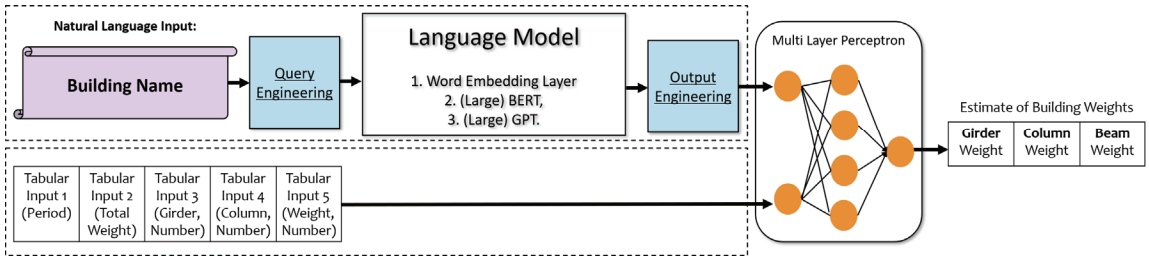 Natural Language Input:
Building Name
Query
Engineering
Language Model
1. Word Embedding Layer
2. (Large) BERT,
3. (Large) GPT.
Output
Engineering
Multi Layer Perceptron
Estimate of Building Weights
Girder
Weight
Column
Weight
Beam
Weight
Tabular
Input 1
(Period)
Tabular
Input 2
(Total
Weight)
Tabular
Input 3
(Girder,
Number)
Tabular
Input 4
(Column,
Number)
Tabular
Input 5
(Weight,
Number)